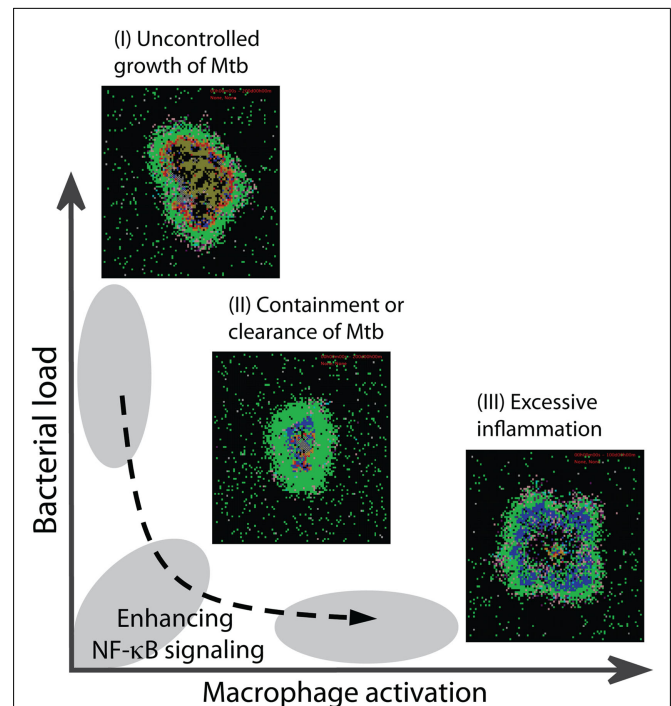 (I) Uncontrolled
growth of Mtb
(II) Containment or
clearance of Mtb
(III) Excessive
inflammation
Bacterial load
Enhancing
NF-κB signaling
Macrophage activation